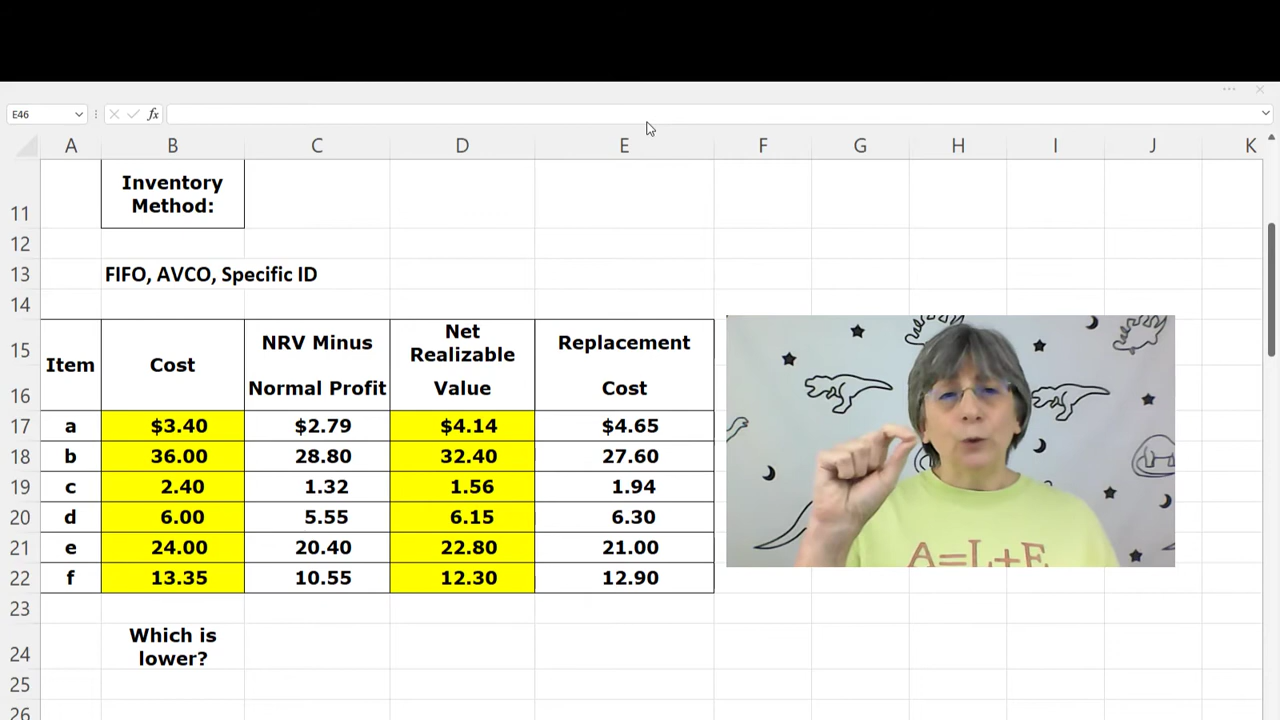 E46
fx
A B C D E F G H I J K
11 Inventory
Method:
12
13 FIFO, AVCO, Specific ID
14
15 Item Cost NRV Minus Net Realizable Replacement
16 Normal Profit Value Cost
17 a $3.40 $2.79 $4.14 $4.65
18 b 36.00 28.80 32.40 27.60
19 c 2.40 1.32 1.56 1.94
20 d 6.00 5.55 6.15 6.30
21 e 24.00 20.40 22.80 21.00
22 f 13.35 10.55 12.30 12.90
23
24 Which is
lower?
25
26
A=L+E